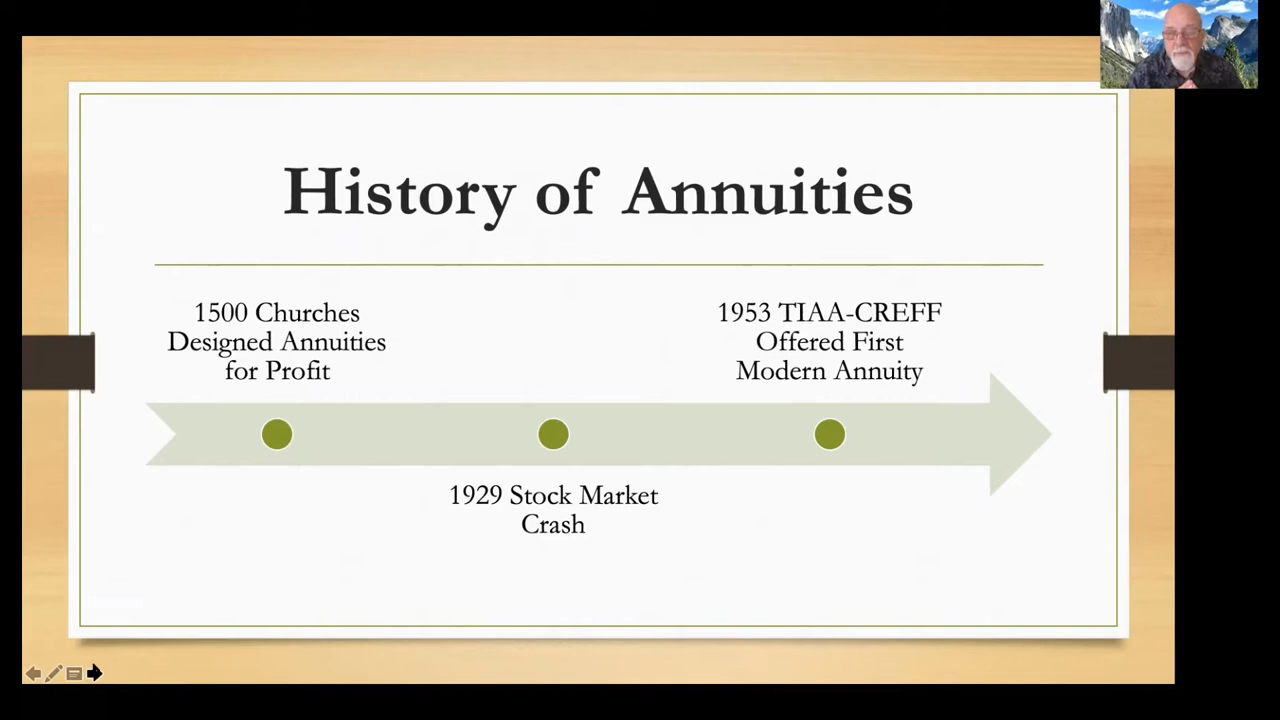 History of Annuities
1500 Churches
Designed Annuities
for Profit
1929 Stock Market
Crash
1953 TIAA-CREFF
Offered First
Modern Annuity